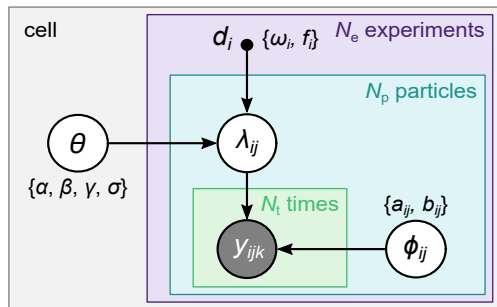 cell
N_e experiments
d_i {ω_i, f_i}
N_p particles
θ
λ_ij
{α, β, γ, σ}
N_t times
{a_ij, b_ij}
y_ijk
ϕ_ij